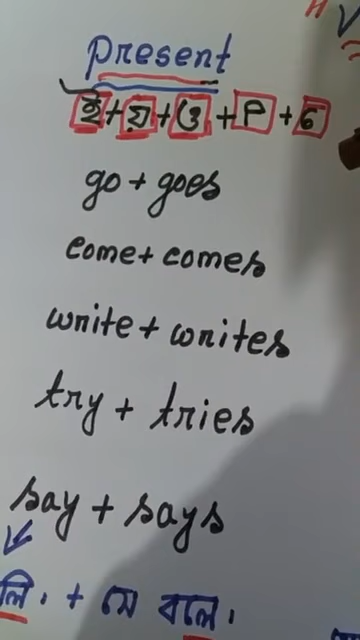 present
ই+য়+ও+ী+ে
go + goes
come + comes
write + writes
try + tries
say + says
লি। + সে বলে।